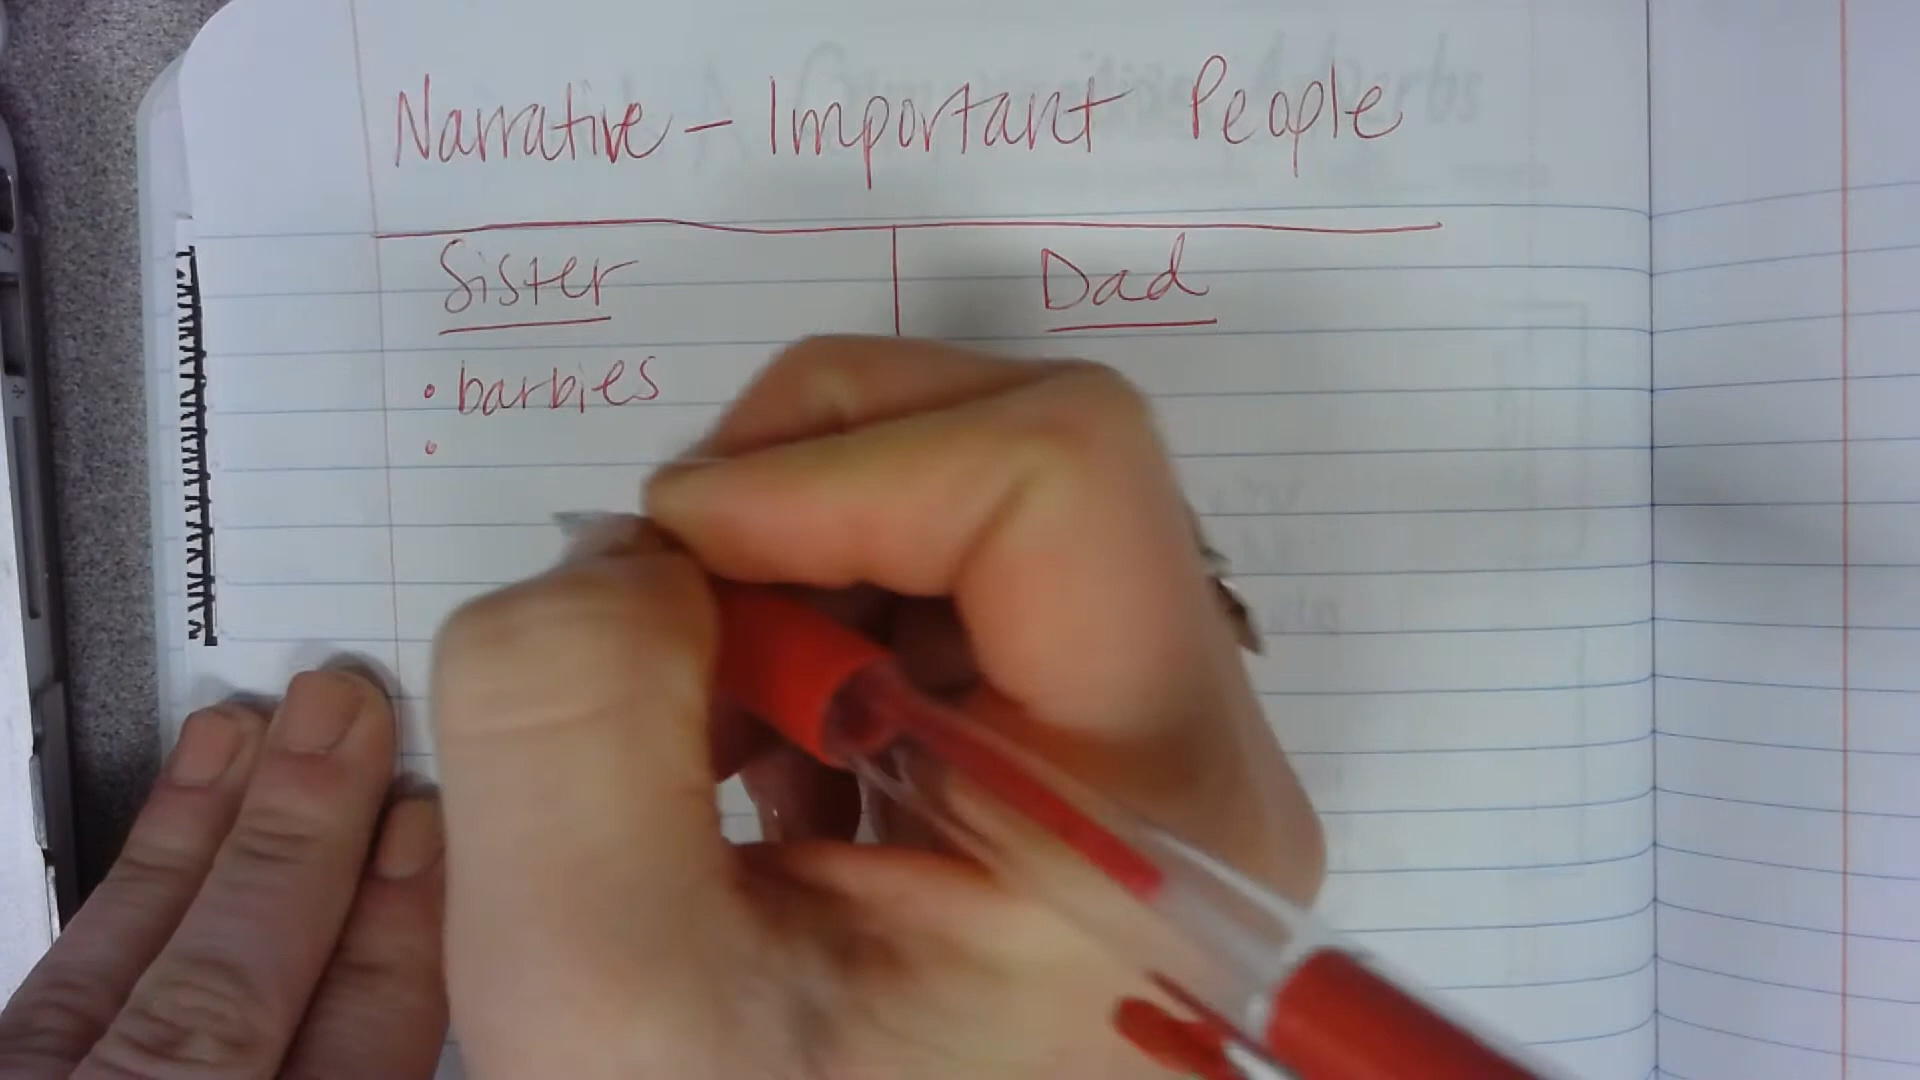 Narrative - Important People
Sister
Dad
• barbies
•